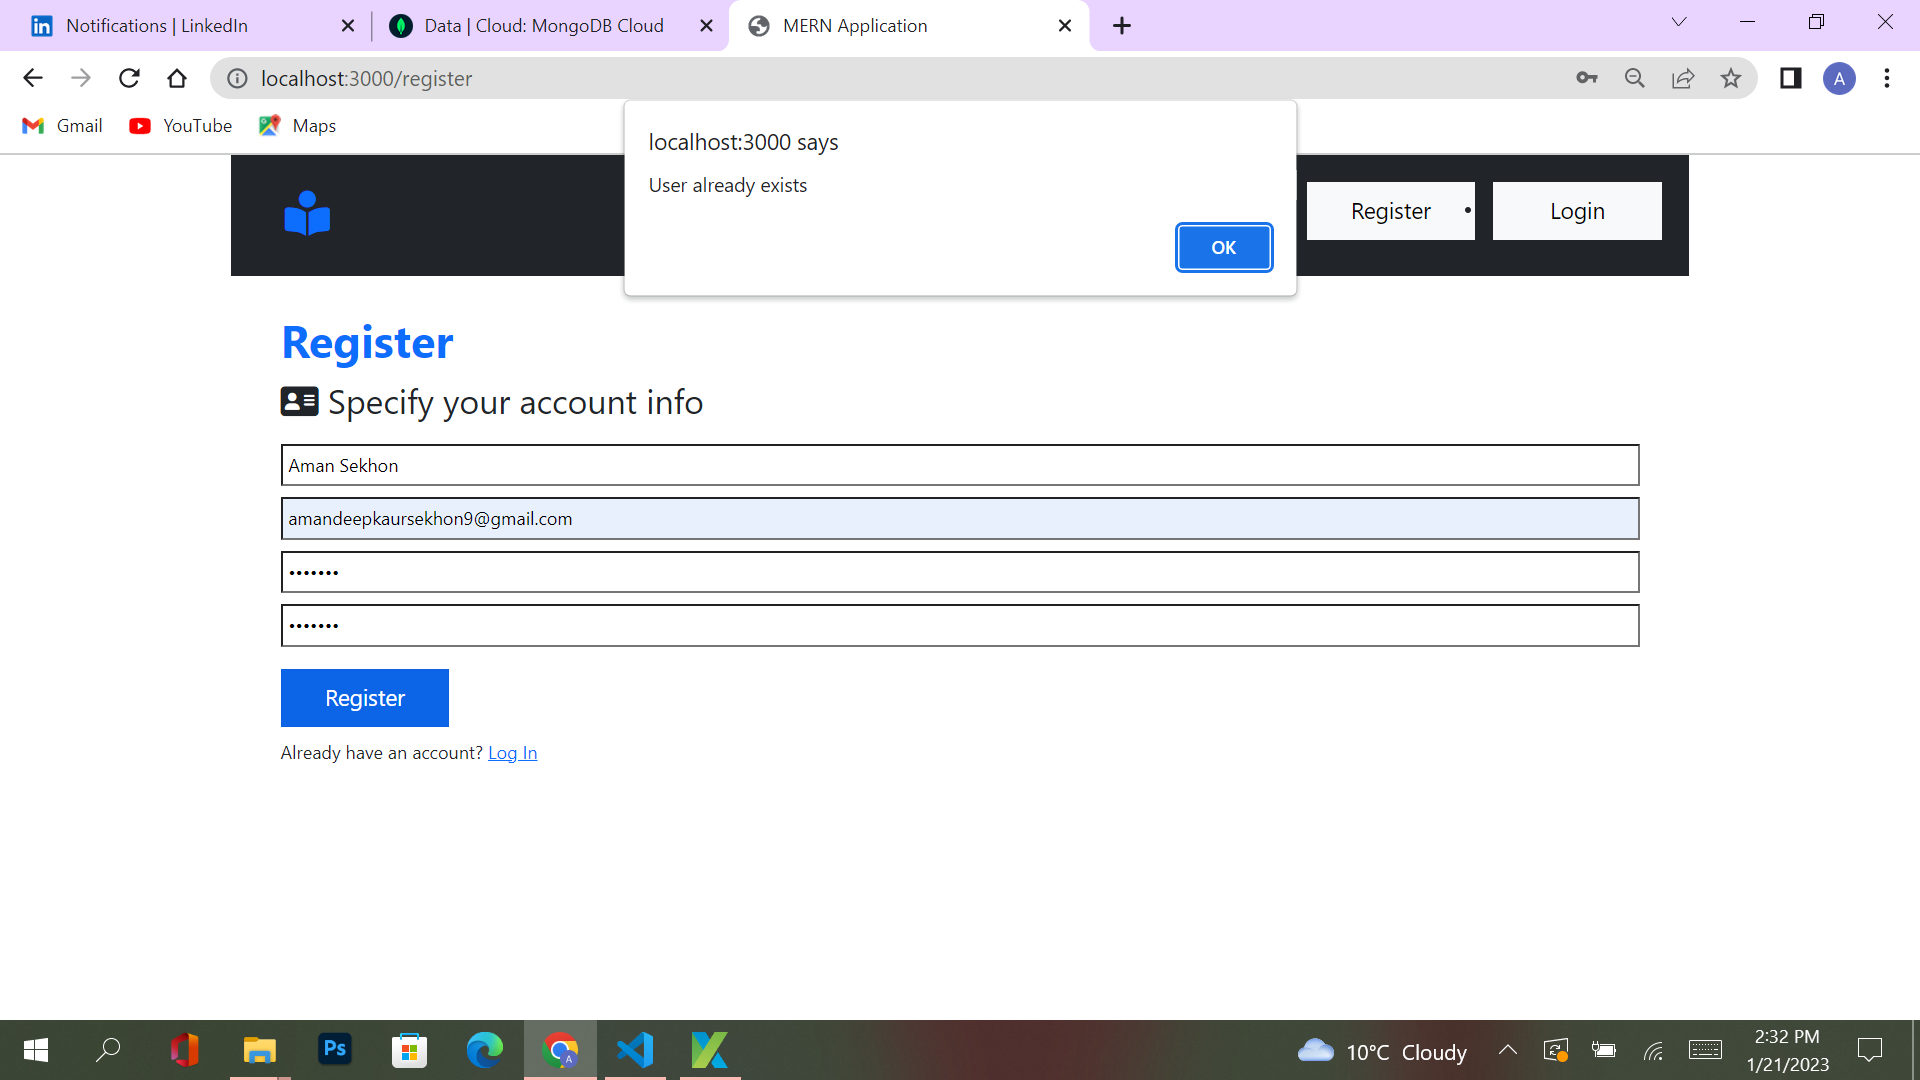 Notifications | LinkedIn
Data | Cloud: MongoDB Cloud
MERN Application
localhost:3000/register
A
Gmail
YouTube
Maps
localhost:3000 says
User already exists
OK
Register
Login
Register
Specify your account info
Aman Sekhon
amandeepkaursekhon9@gmail.com
•••••••
•••••••
Register
Already have an account? Log In
Ps
A
10°C Cloudy
2:32 PM
1/21/2023